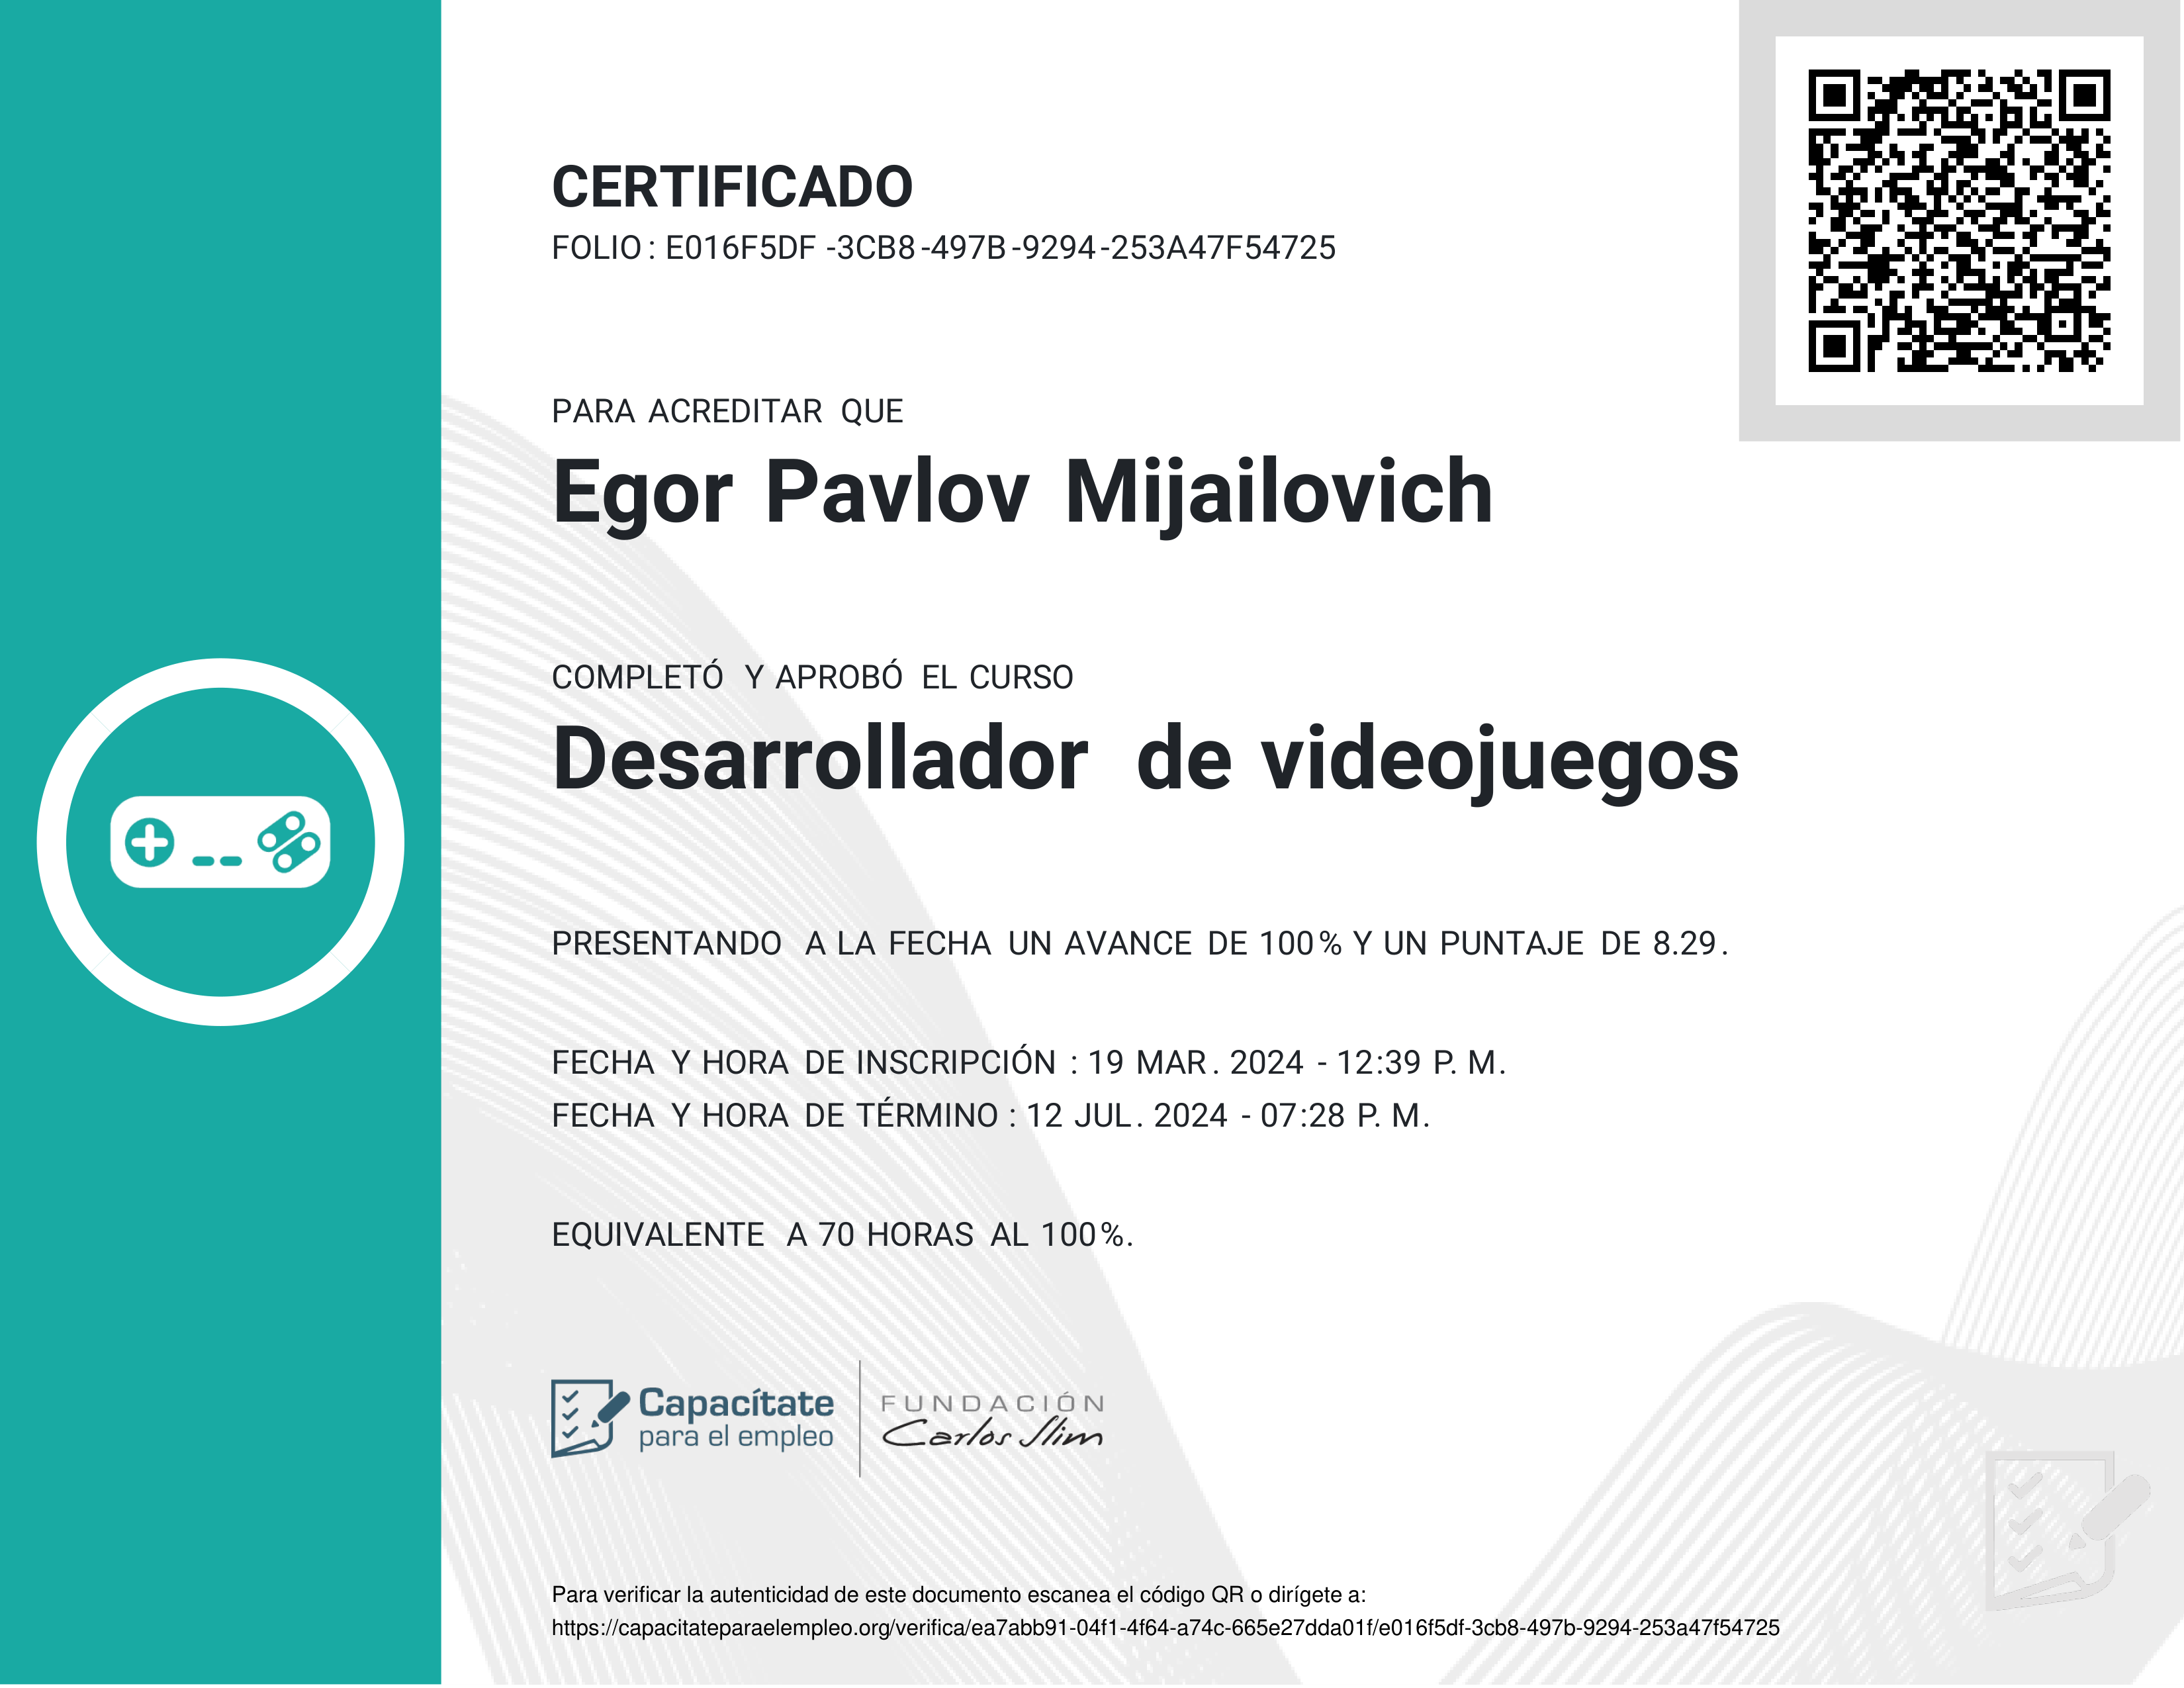 CERTIFICADO
FOLIO: E016F5DF-3CB8-497B-9294-253A47F54725
PARA ACREDITAR QUE
Egor Pavlov Mijailovich
COMPLETÓ Y APROBÓ EL CURSO
Desarrollador de videojuegos
PRESENTANDO A LA FECHA UN AVANCE DE 100% Y UN PUNTAJE DE 8.29.
FECHA Y HORA DE INSCRIPCIÓN : 19 MAR. 2024 - 12:39 P. M.
FECHA Y HORA DE TÉRMINO : 12 JUL. 2024 - 07:28 P. M.
EQUIVALENTE A 70 HORAS AL 100%.
Capacítate
para el empleo
FUNDACIÓN
Carlos Slim
Para verificar la autenticidad de este documento escanea el código QR o dirígete a:
https://capacitateparaelempleo.org/verifica/ea7abb91-04f1-4f64-a74c-665e27dda01f/e016f5df-3cb8-497b-9294-253a47f54725